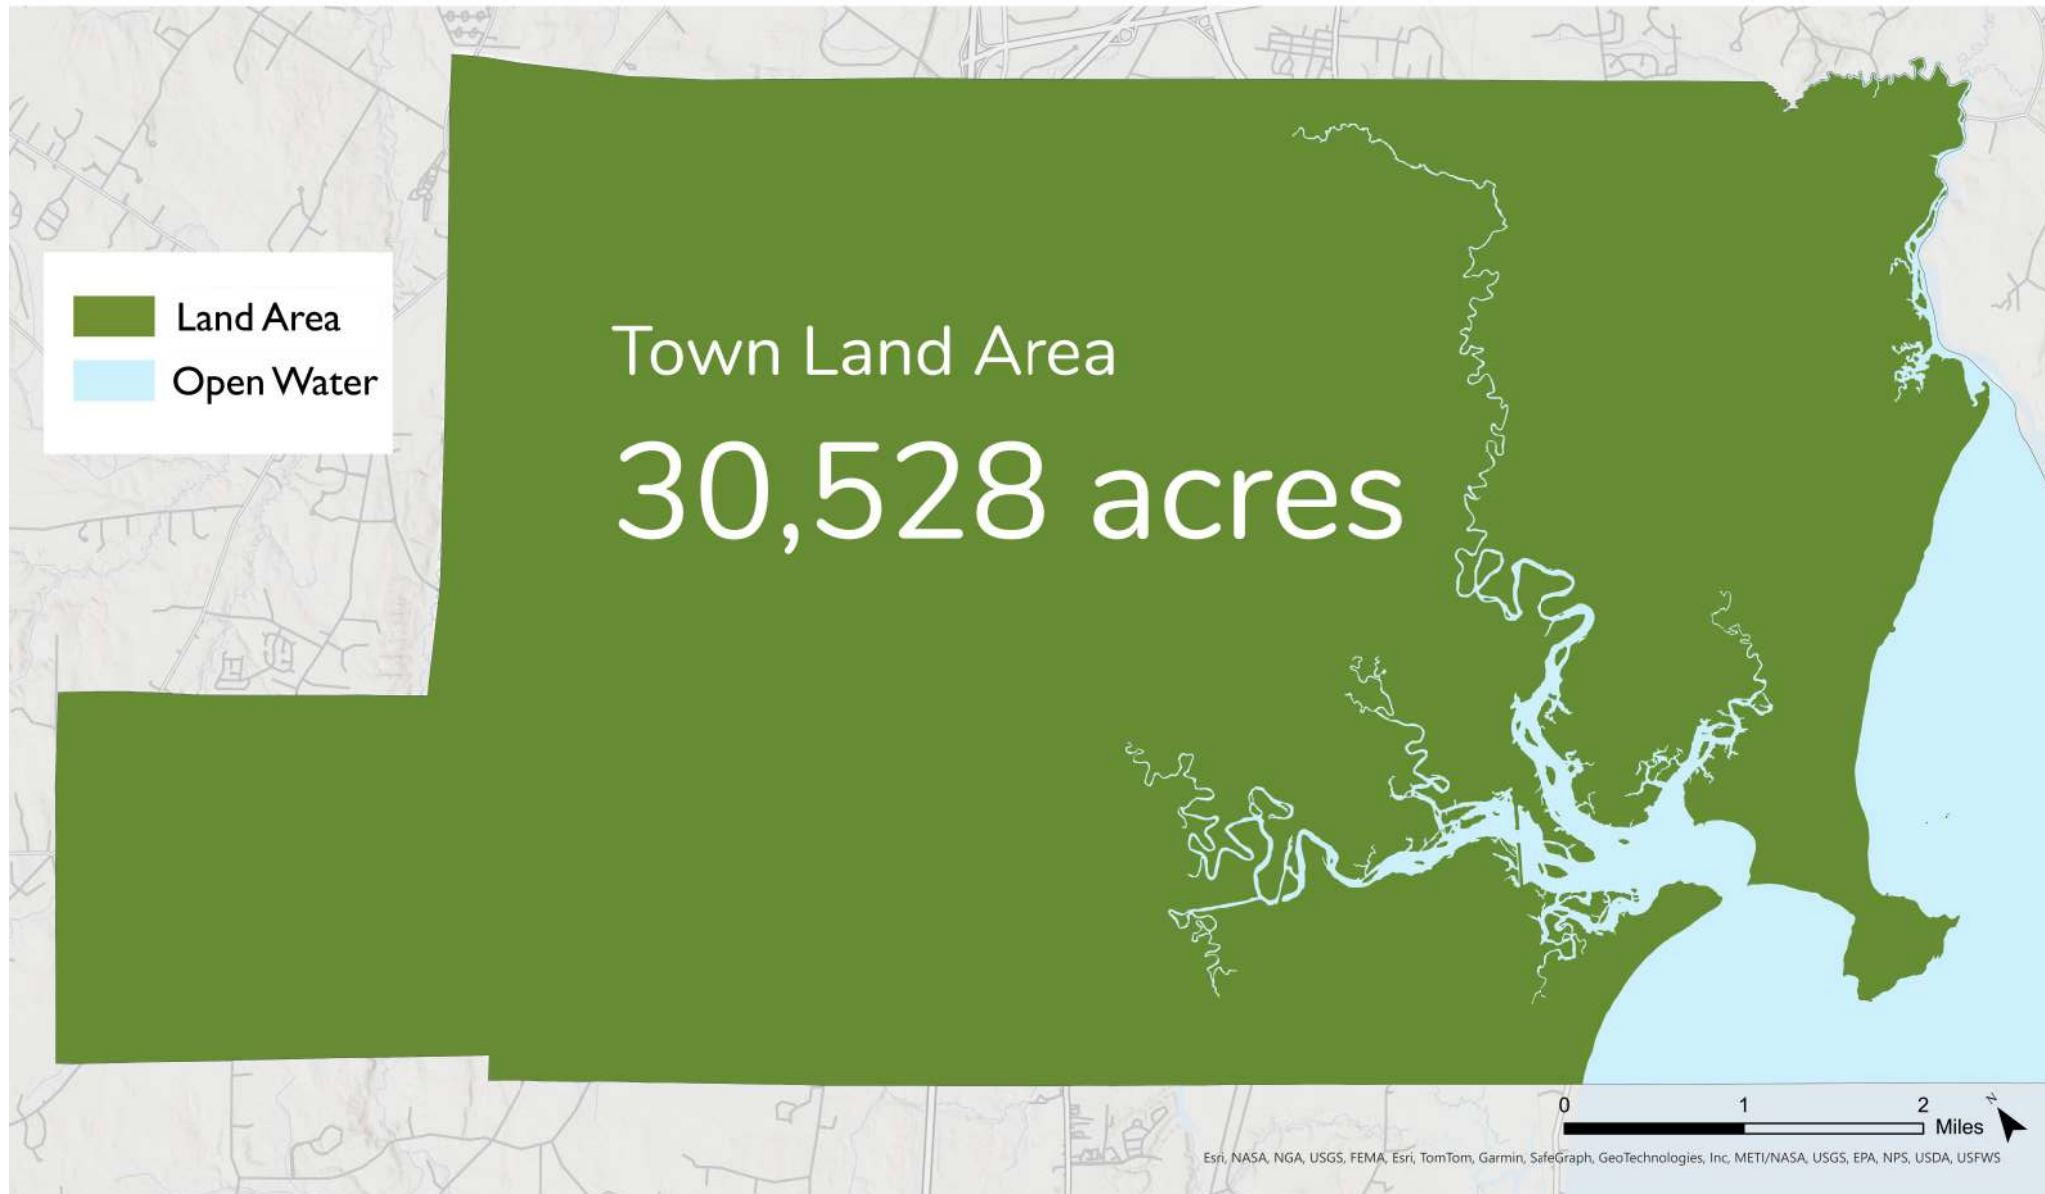 Land Area
Open Water
Town Land Area
30,528 acres
0 1 2
Miles
N
Esri, NASA, NGA, USGS, FEMA, Esri, TomTom, Garmin, SafeGraph, GeoTechnologies, Inc, METI/NASA, USGS, EPA, NPS, USDA, USFWS